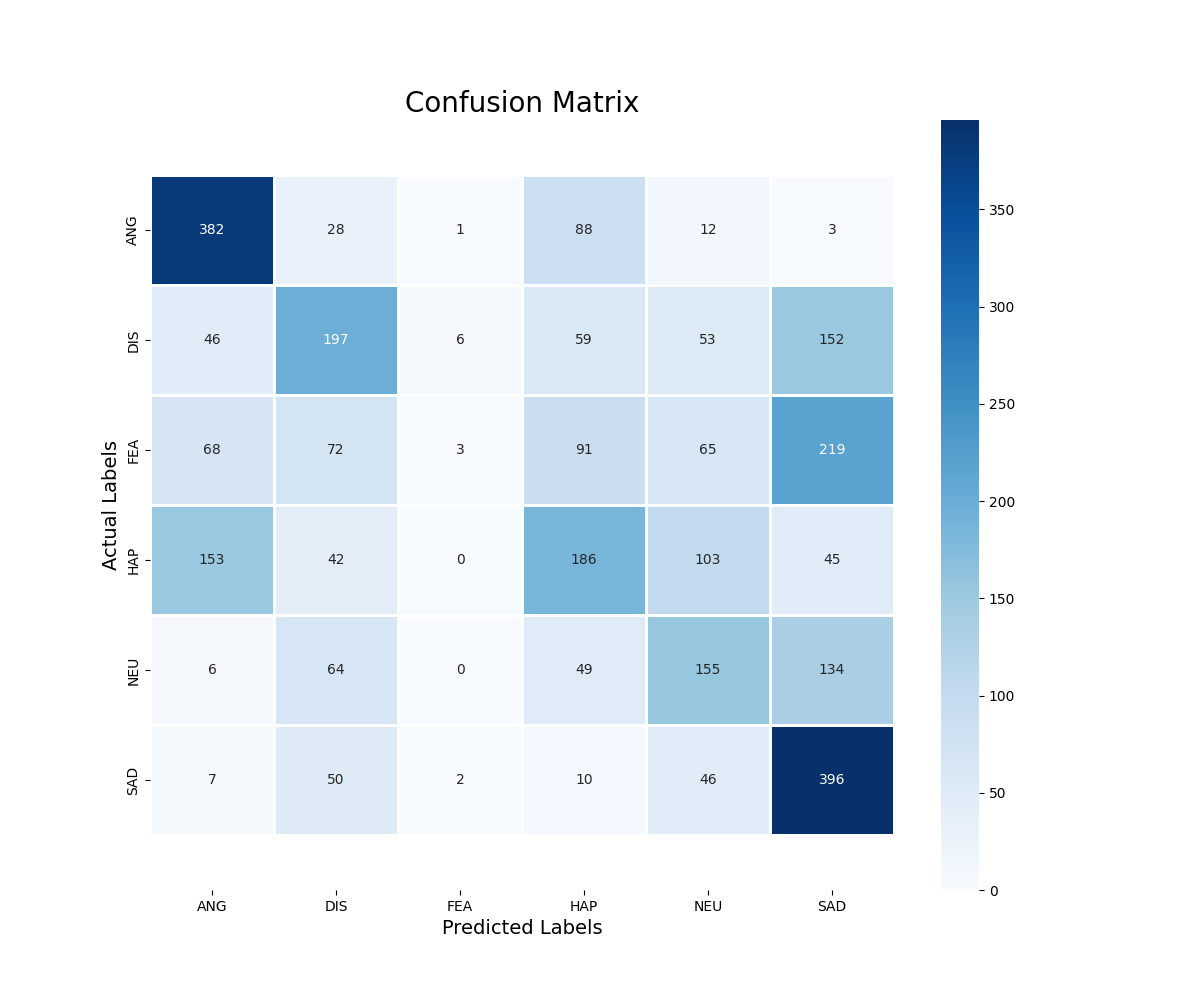 Confusion Matrix
ANG 382 28 1 88 12 3
DIS 46 197 6 59 53 152
FEA 68 72 3 91 65 219
HAP 153 42 0 186 103 45
NEU 6 64 0 49 155 134
SAD 7 50 2 10 46 396
Actual Labels
ANG DIS FEA HAP NEU SAD
Predicted Labels
350
300
250
200
150
100
50
0